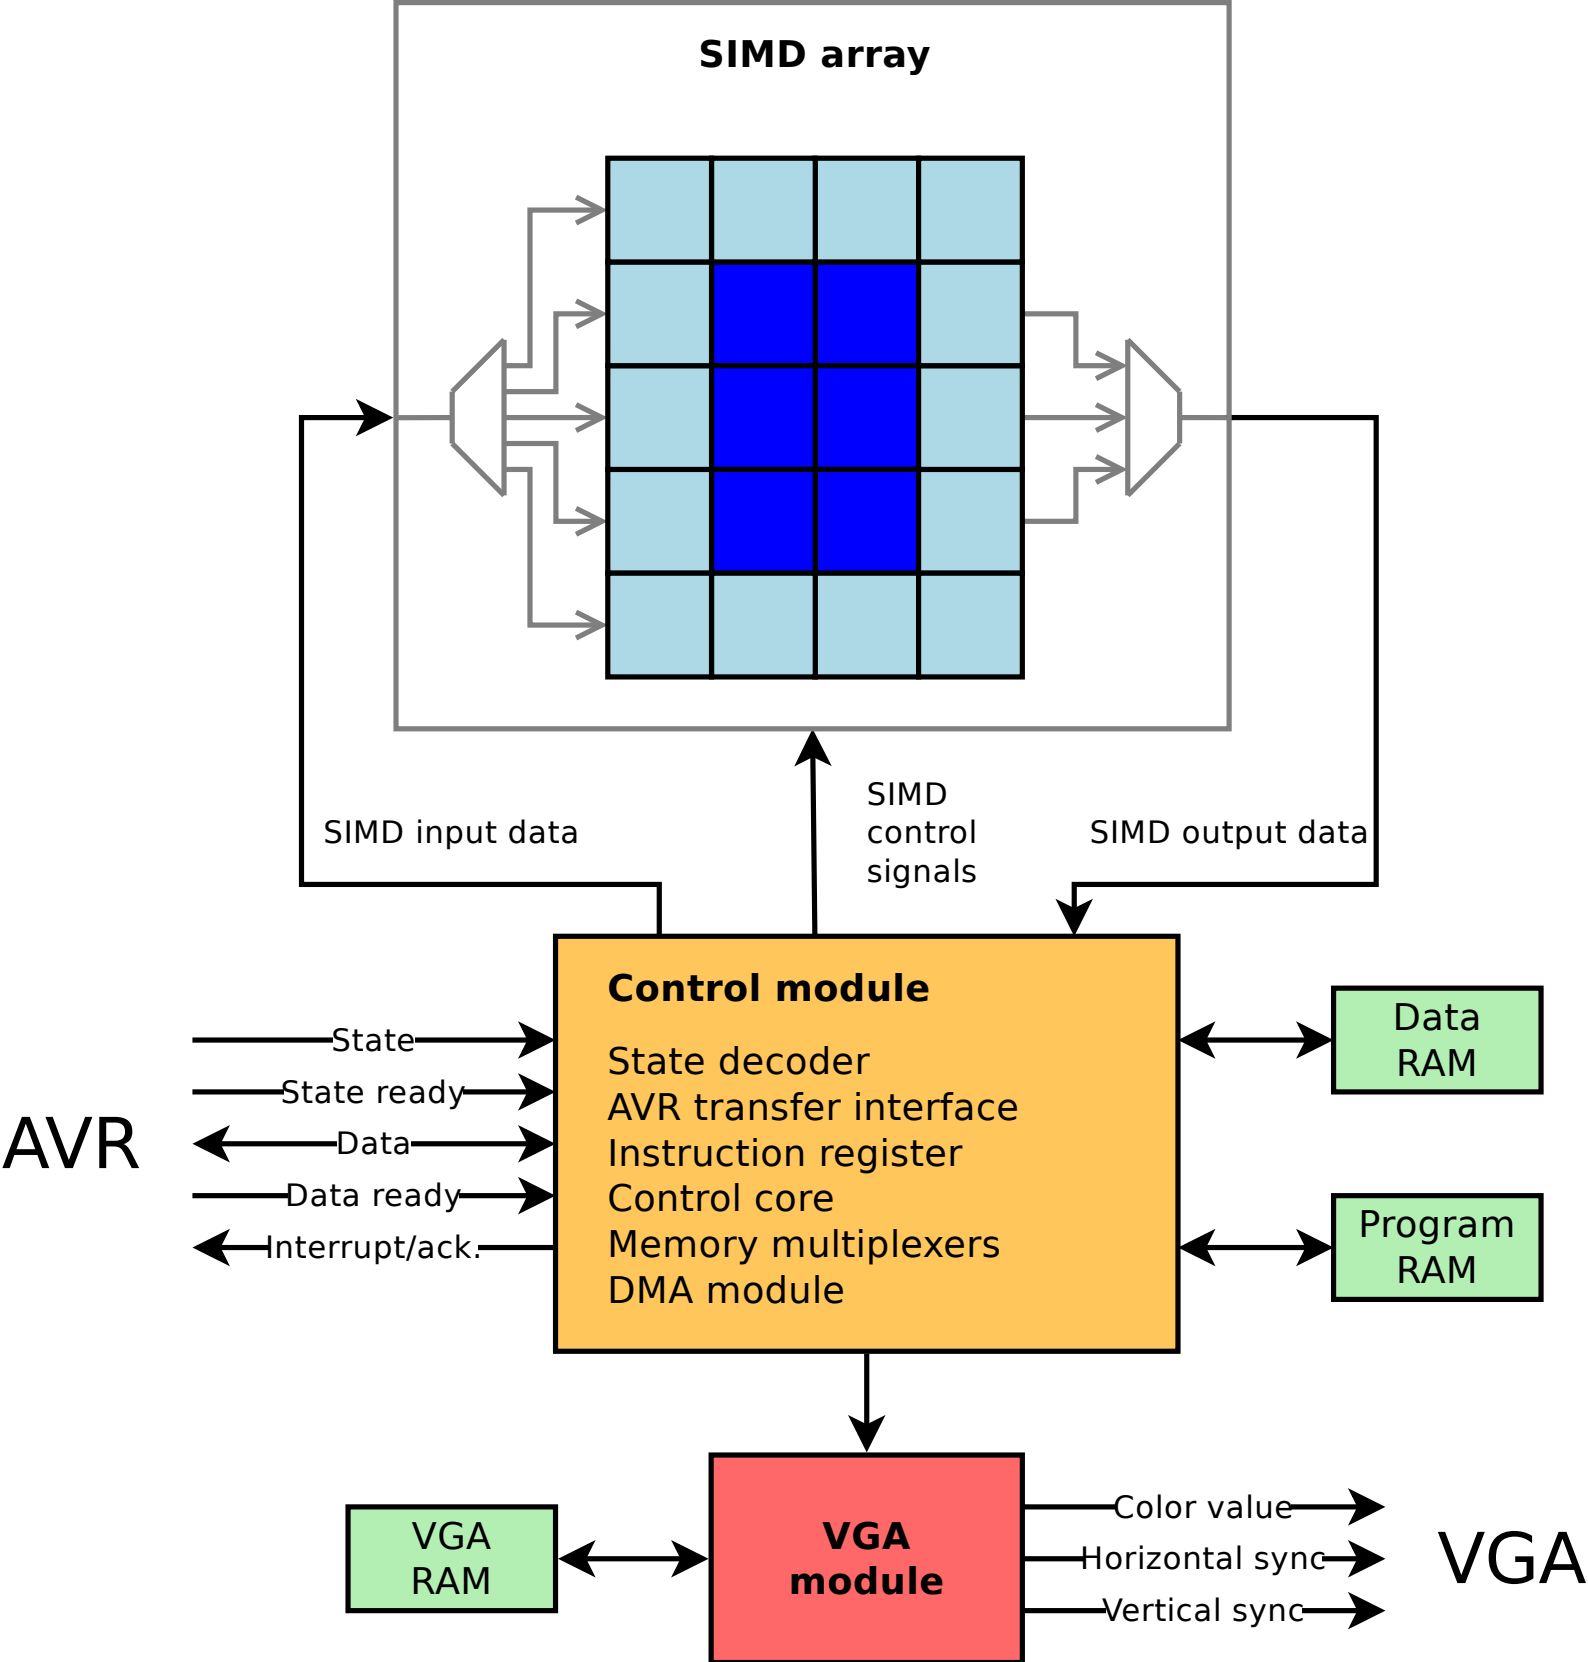 SIMD array
SIMD input data
SIMD
control
signals
SIMD output data
Control module
State decoder
AVR transfer interface
Instruction register
Control core
Memory multiplexers
DMA module
AVR
State
State ready
Data
Data ready
Interrupt/ack.
Data
RAM
Program
RAM
VGA
RAM
VGA
module
Color value
Horizontal sync
Vertical sync
VGA